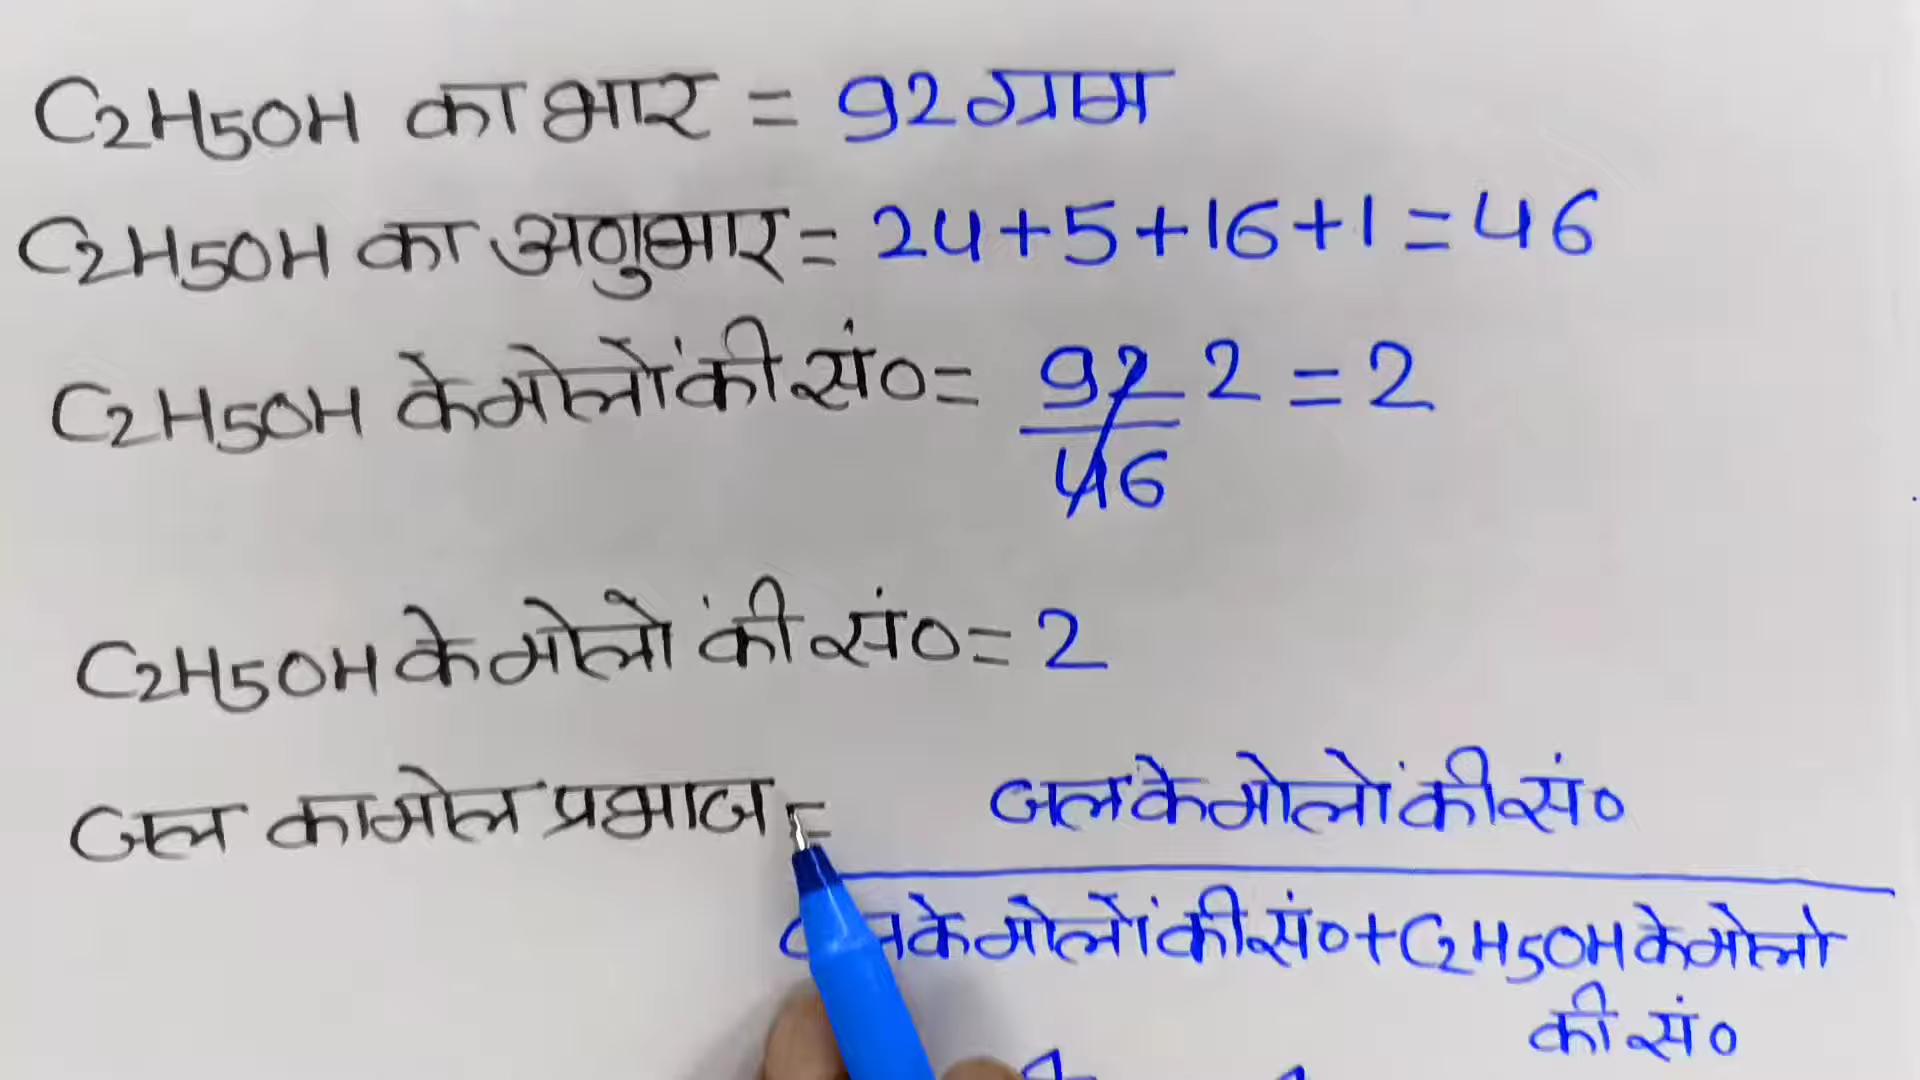 C2H5OH का भार = 92 ग्राम
C2H5OH का अणुभार = 24+5+16+1=46
C2H5OH के मोलों की सं० = 92 2 = 2
46
C2H5OH के मोलो की सं० = 2
जल का मोल प्रभाज = जल के मोलों की सं०
के मोलों की सं०+C2H5OH के मोलो
की सं०